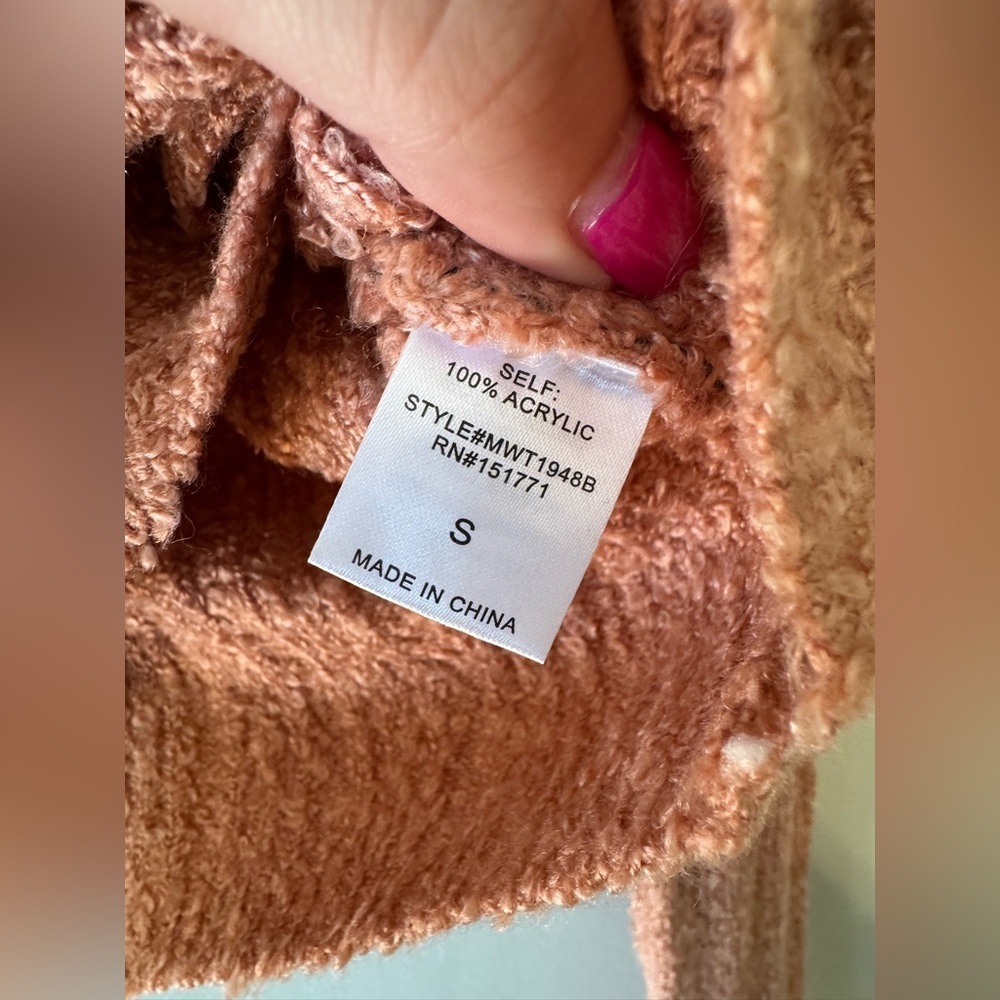 SELF:
100% ACRYLIC
STYLE#MWT1948B
RN#151771
S
MADE IN CHINA